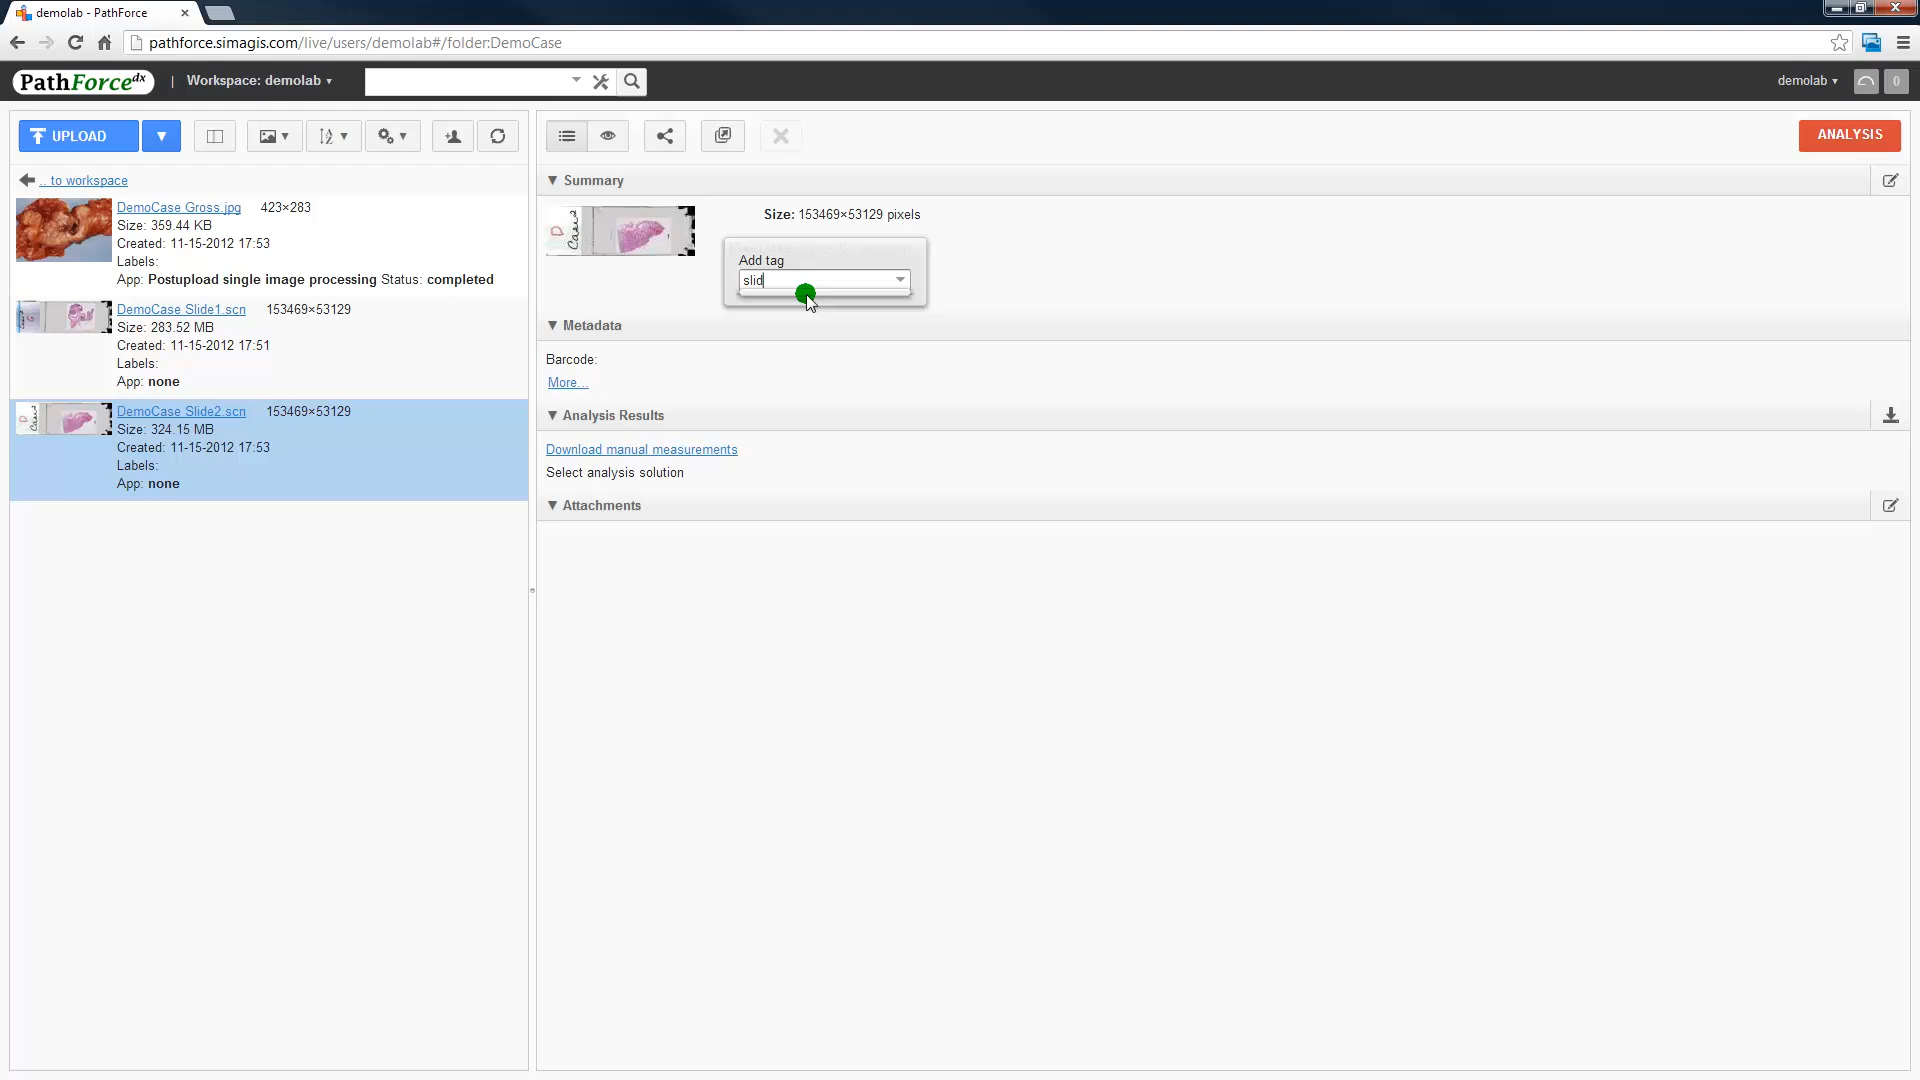 demolab - PathForce
pathforce.simagis.com/live/users/demolab#/folder:DemoCase
PathForce dx | Workspace: demolab
demolab
0
UPLOAD
ANALYSIS
.. to workspace
DemoCase Gross.jpg 423×283
Size: 359.44 KB
Created: 11-15-2012 17:53
Labels:
App: Postupload single image processing Status: completed
DemoCase Slide1.scn 153469×53129
Size: 283.52 MB
Created: 11-15-2012 17:51
Labels:
App: none
DemoCase Slide2.scn 153469×53129
Size: 324.15 MB
Created: 11-15-2012 17:53
Labels:
App: none
Summary
D
Case 2
Size: 153469×53129 pixels
Add tag
slid
Metadata
Barcode:
More...
Analysis Results
Download manual measurements
Select analysis solution
Attachments